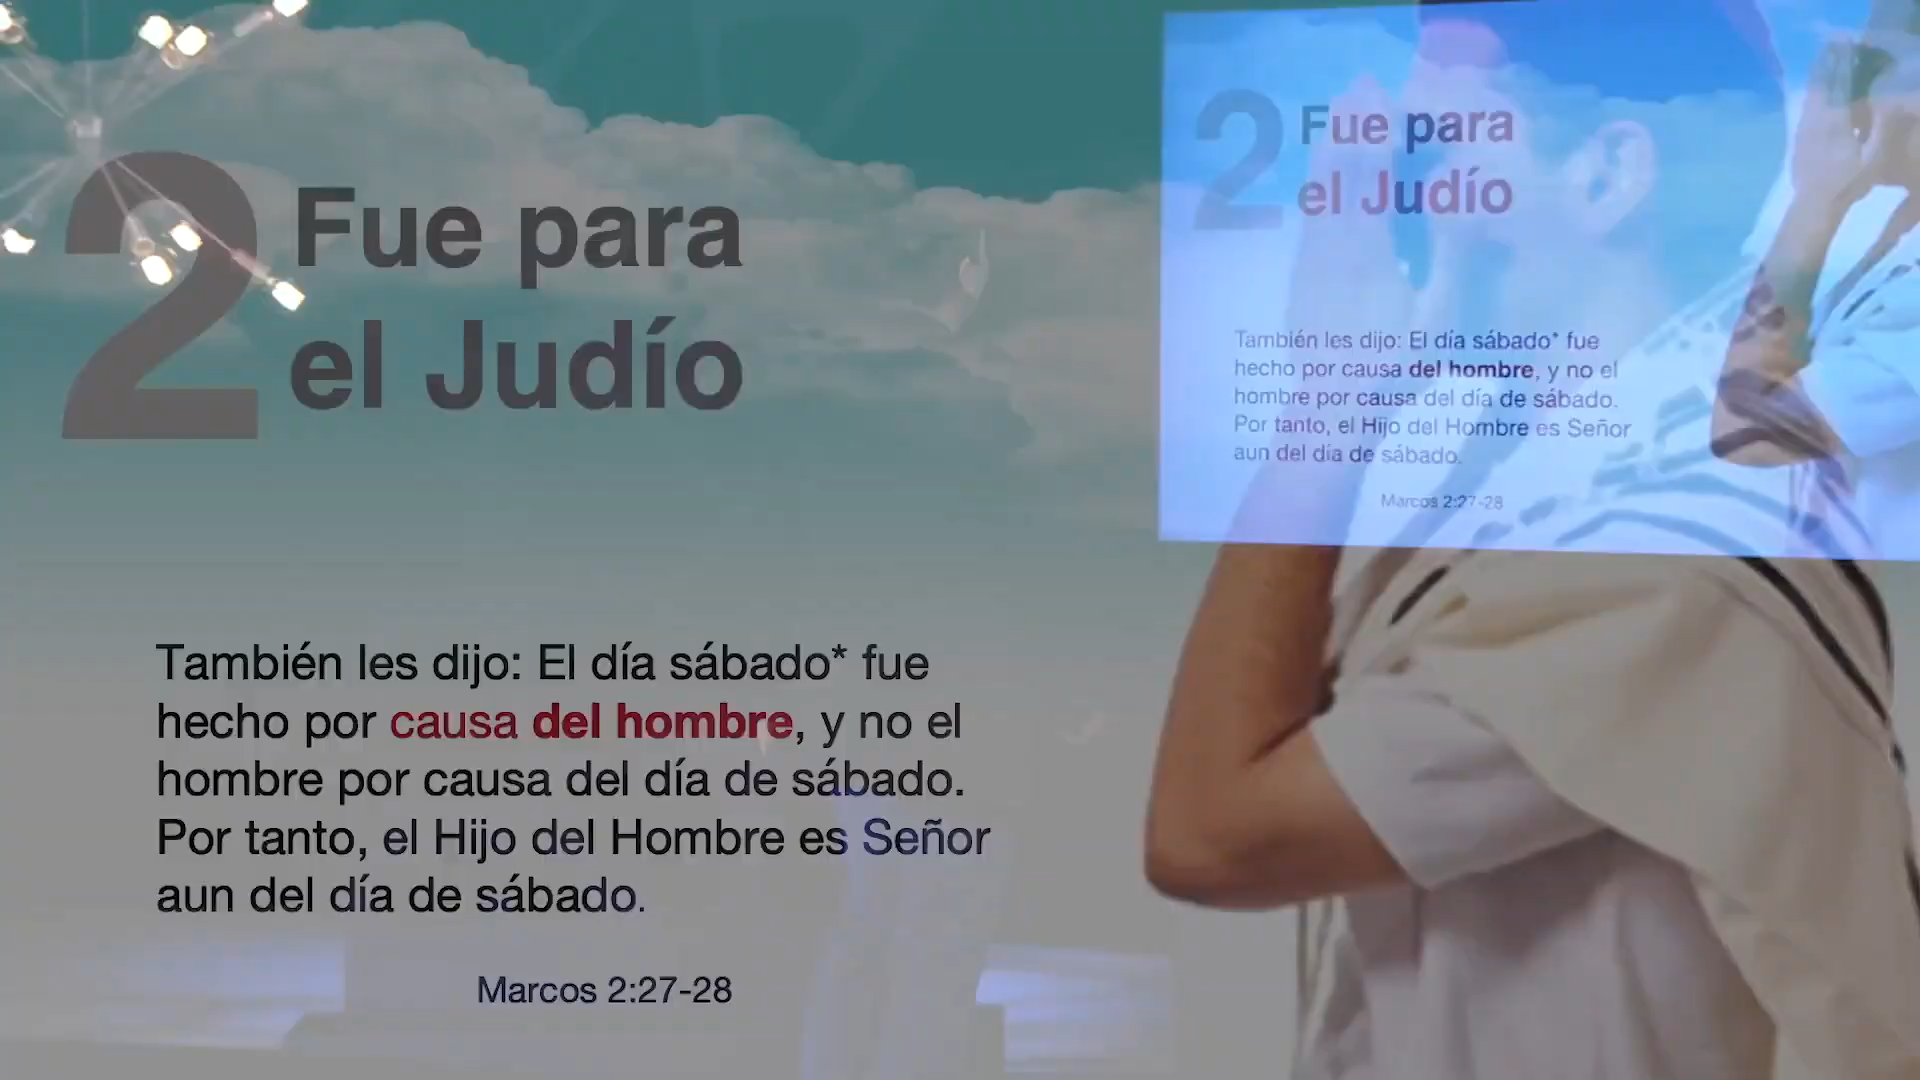 2 Fue para
el Judío
También les dijo: El día sábado* fue
hecho por causa del hombre, y no el
hombre por causa del día de sábado.
Por tanto, el Hijo del Hombre es Señor
aun del día de sábado.
Marcos 2:27-28
2 Fue para
el Judío
También les dijo: El día sábado* fue
hecho por causa del hombre, y no el
hombre por causa del día de sábado.
Por tanto, el Hijo del Hombre es Señor
aun del día de sábado.
Marcos 2:27-28